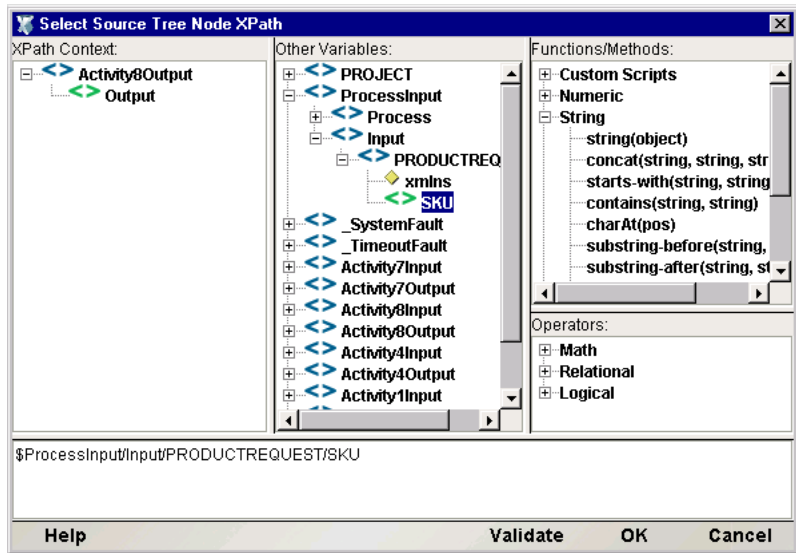 Select Source Tree Node XPath
XPath Context:
Activity8Output
Output
Other Variables:
PROJECT
ProcessInput
Process
Input
PRODUCTREQ
xmlns
SKU
_SystemFault
_TimeoutFault
Activity7Input
Activity7Output
Activity8Input
Activity8Output
Activity4Input
Activity4Output
Activity1Input
Functions/Methods:
Custom Scripts
Numeric
String
string(object)
concat(string, string, str
starts-with(string, string
contains(string, string)
charAt(pos)
substring-before(string,
substring-after(string, st
Operators:
Math
Relational
Logical
$ProcessInput/Input/PRODUCTREQUEST/SKU
Help
Validate
OK
Cancel